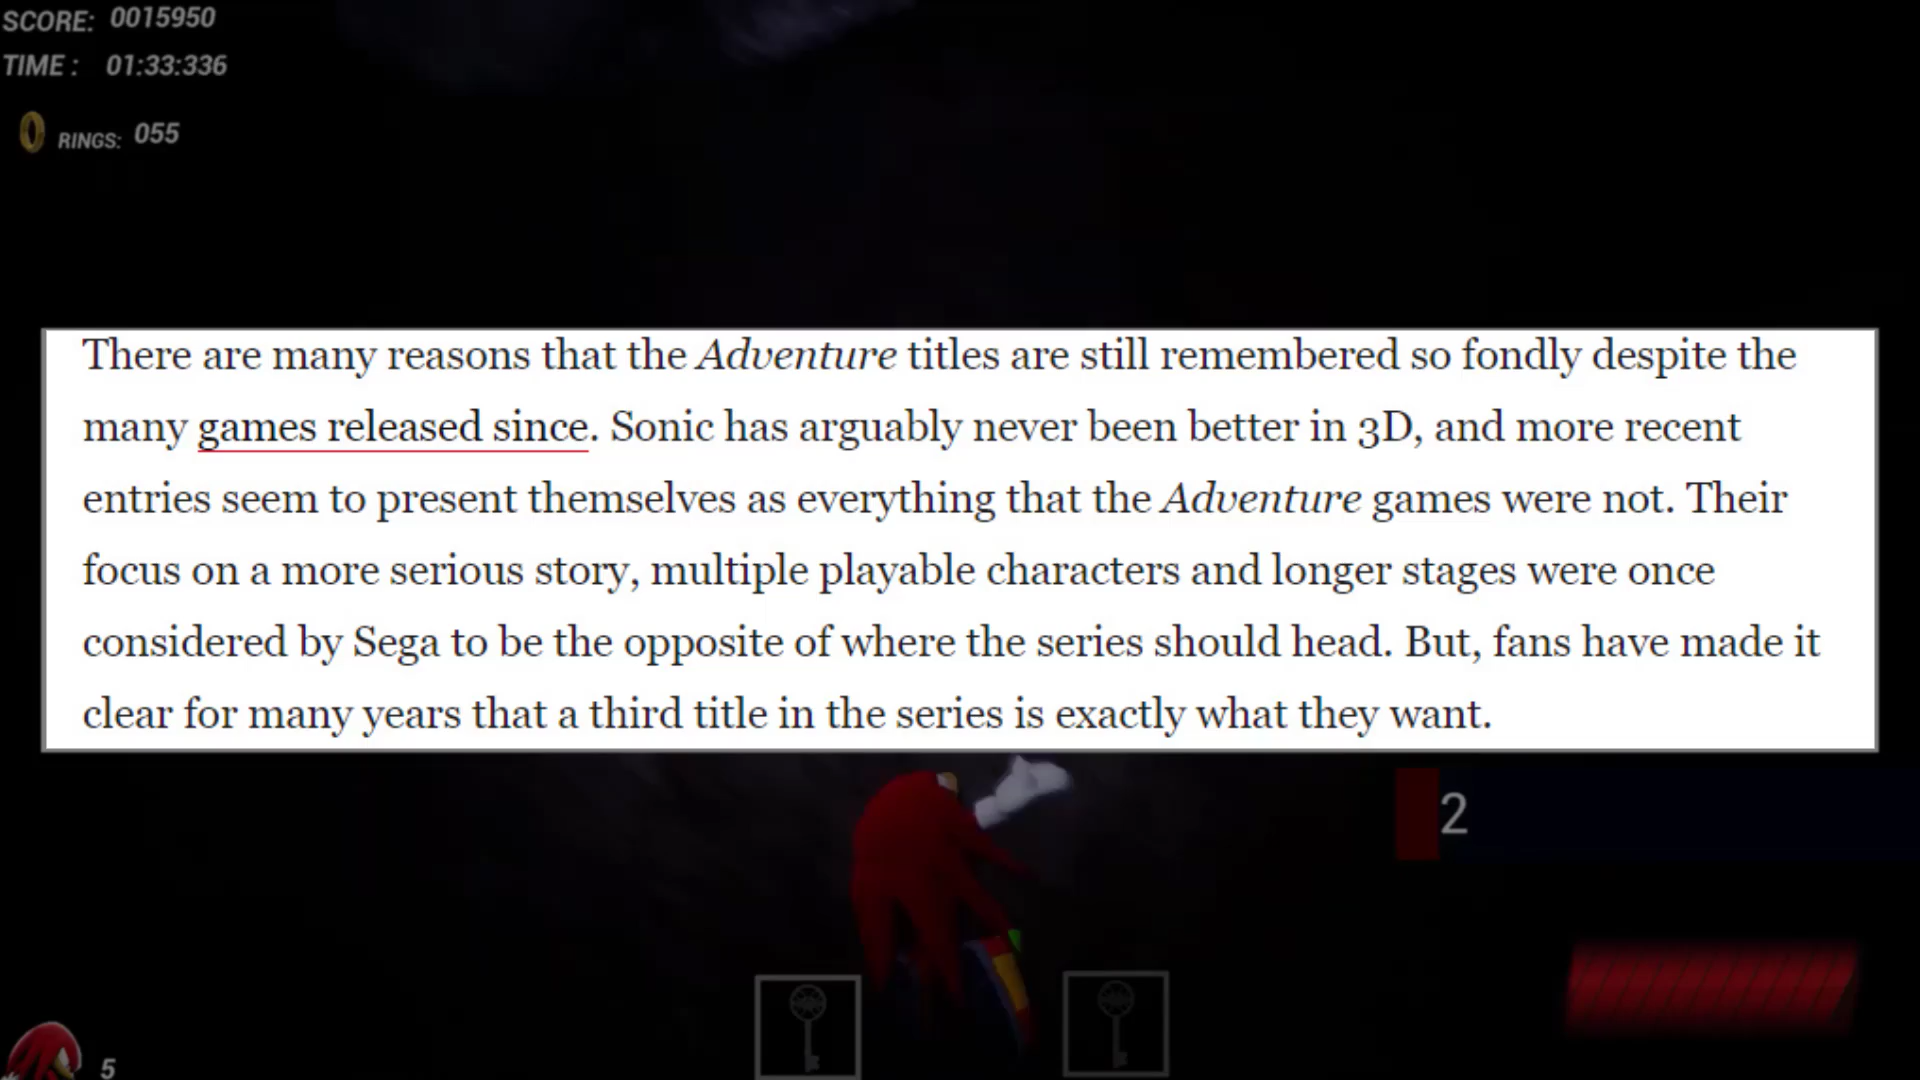 SCORE: 0015950
TIME : 01:33:336
RINGS: 055
There are many reasons that the Adventure titles are still remembered so fondly despite the
many games released since. Sonic has arguably never been better in 3D, and more recent
entries seem to present themselves as everything that the Adventure games were not. Their
focus on a more serious story, multiple playable characters and longer stages were once
considered by Sega to be the opposite of where the series should head. But, fans have made it
clear for many years that a third title in the series is exactly what they want.
2
5